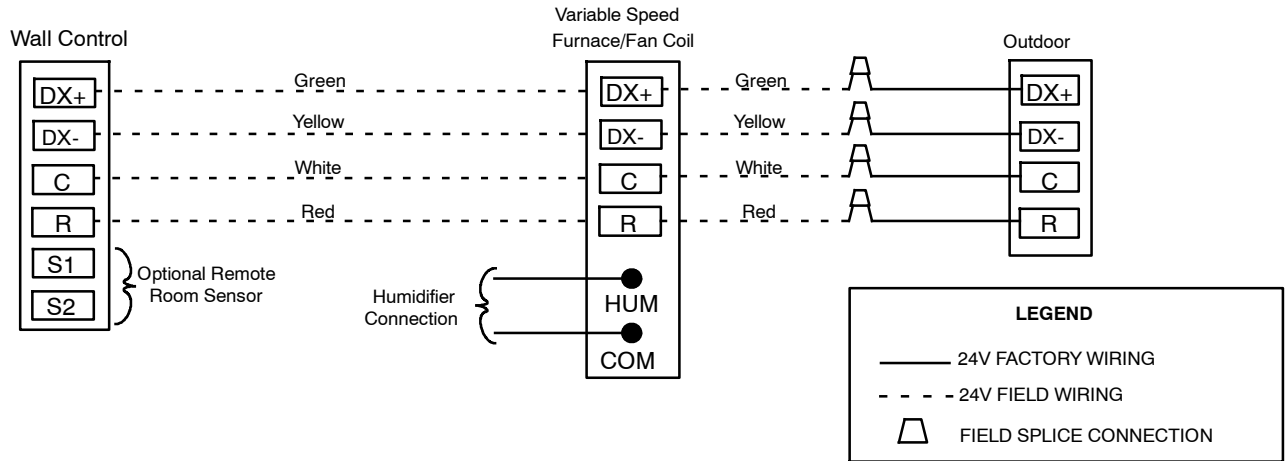 Wall Control
Variable Speed
Furnace/Fan Coil
Outdoor
DX+
Green
DX+
Green
DX+
DX-
Yellow
DX-
Yellow
DX-
C
White
C
White
C
R
Red
R
Red
R
S1
S2
Optional Remote
Room Sensor
Humidifier
Connection
HUM
COM
LEGEND
24V FACTORY WIRING
24V FIELD WIRING
FIELD SPLICE CONNECTION